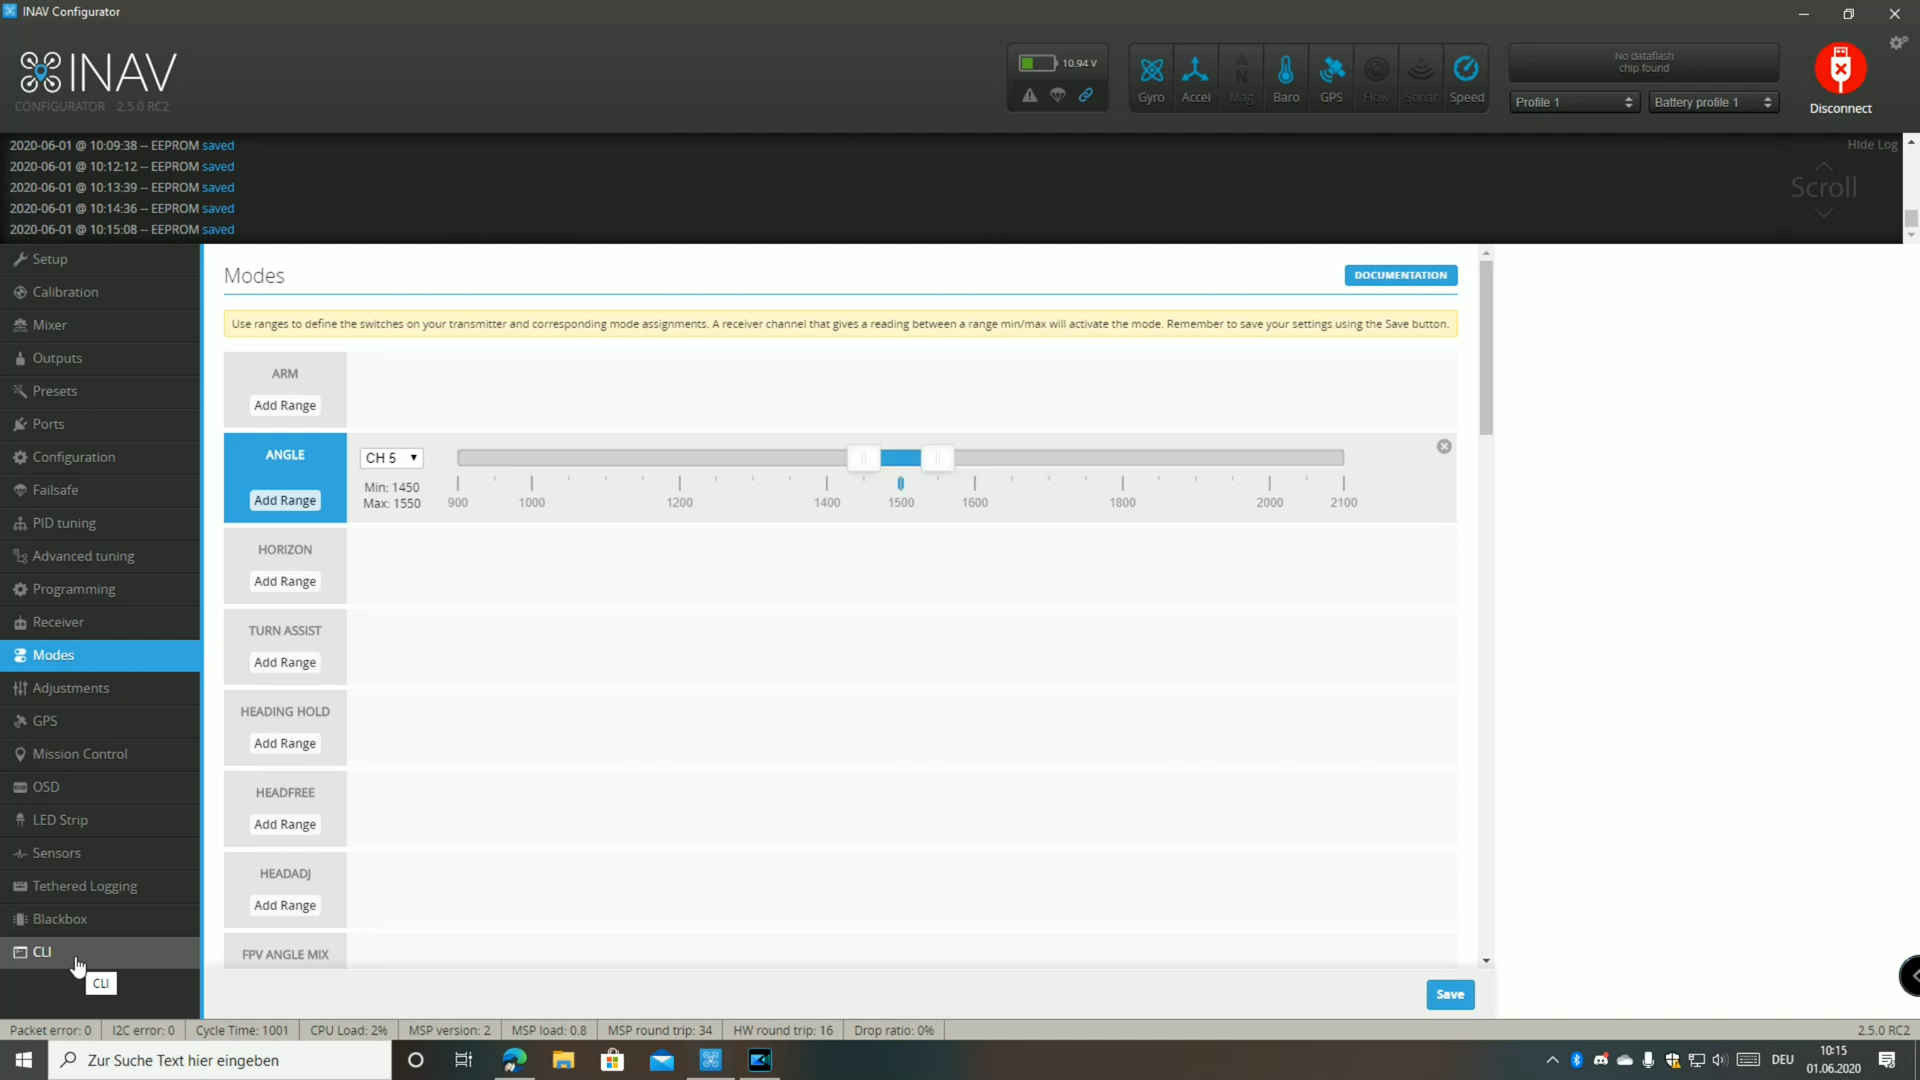 INAV Configurator
INAV
CONFIGURATOR 2.5.0 RC2
10.94 V
Gyro Accel Mag Baro GPS Flow Sonar Speed
No dataflash
chip found
Profile 1
Battery profile 1
Disconnect
2020-06-01 @ 10:09:38 -- EEPROM saved
2020-06-01 @ 10:12:12 -- EEPROM saved
2020-06-01 @ 10:13:39 -- EEPROM saved
2020-06-01 @ 10:14:36 -- EEPROM saved
2020-06-01 @ 10:15:08 -- EEPROM saved
Hide Log
Scroll
Setup
Calibration
Mixer
Outputs
Presets
Ports
Configuration
Failsafe
PID tuning
Advanced tuning
Programming
Receiver
Modes
Adjustments
GPS
Mission Control
OSD
LED Strip
Sensors
Tethered Logging
Blackbox
CLI
CLI
Modes
DOCUMENTATION
Use ranges to define the switches on your transmitter and corresponding mode assignments. A receiver channel that gives a reading between a range min/max will activate the mode. Remember to save your settings using the Save button.
ARM
Add Range
ANGLE
Add Range
CH 5
Min: 1450
Max: 1550
900 1000 1200 1400 1500 1600 1800 2000 2100
HORIZON
Add Range
TURN ASSIST
Add Range
HEADING HOLD
Add Range
HEADFREE
Add Range
HEADADJ
Add Range
FPV ANGLE MIX
Save
Packet error: 0 I2C error: 0 Cycle Time: 1001 CPU Load: 2% MSP version: 2 MSP load: 0.8 MSP round trip: 34 HW round trip: 16 Drop ratio: 0% 2.5.0 RC2
Zur Suche Text hier eingeben
DEU
10:15
01.06.2020